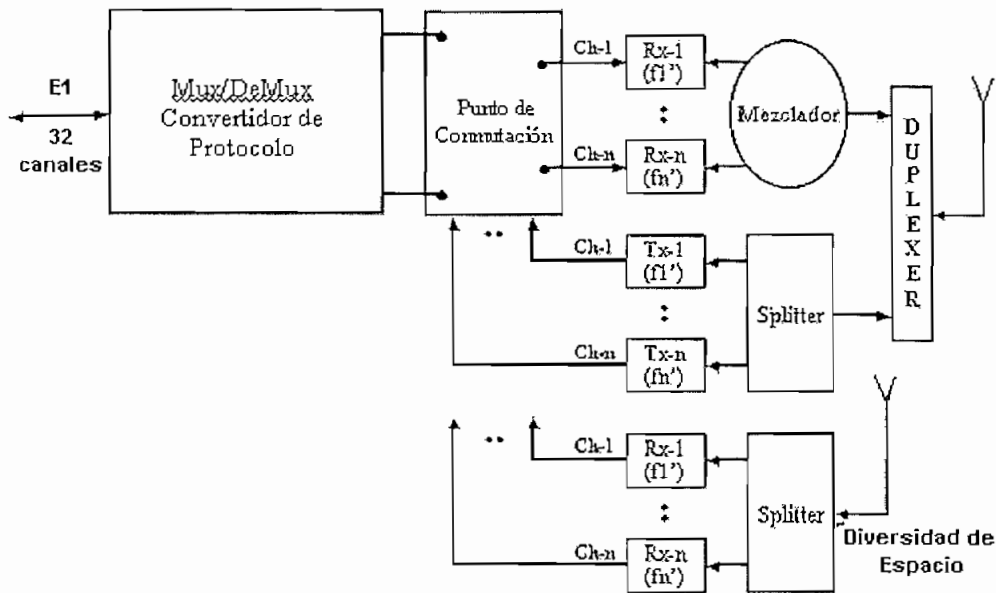 E1
32
canales
Mux/DeMux
Convertidor de
Protocolo
Punto de
Conmutación
Ch-1
Rx-1
(f1')
Ch-n
Rx-n
(fn')
Mezclador
DUPLEXER
Ch-1
Tx-1
(f1')
Ch-n
Tx-n
(fn')
Splitter
Ch-1
Rx-1
(f1')
Ch-n
Rx-n
(fn')
Splitter
Diversidad de
Espacio